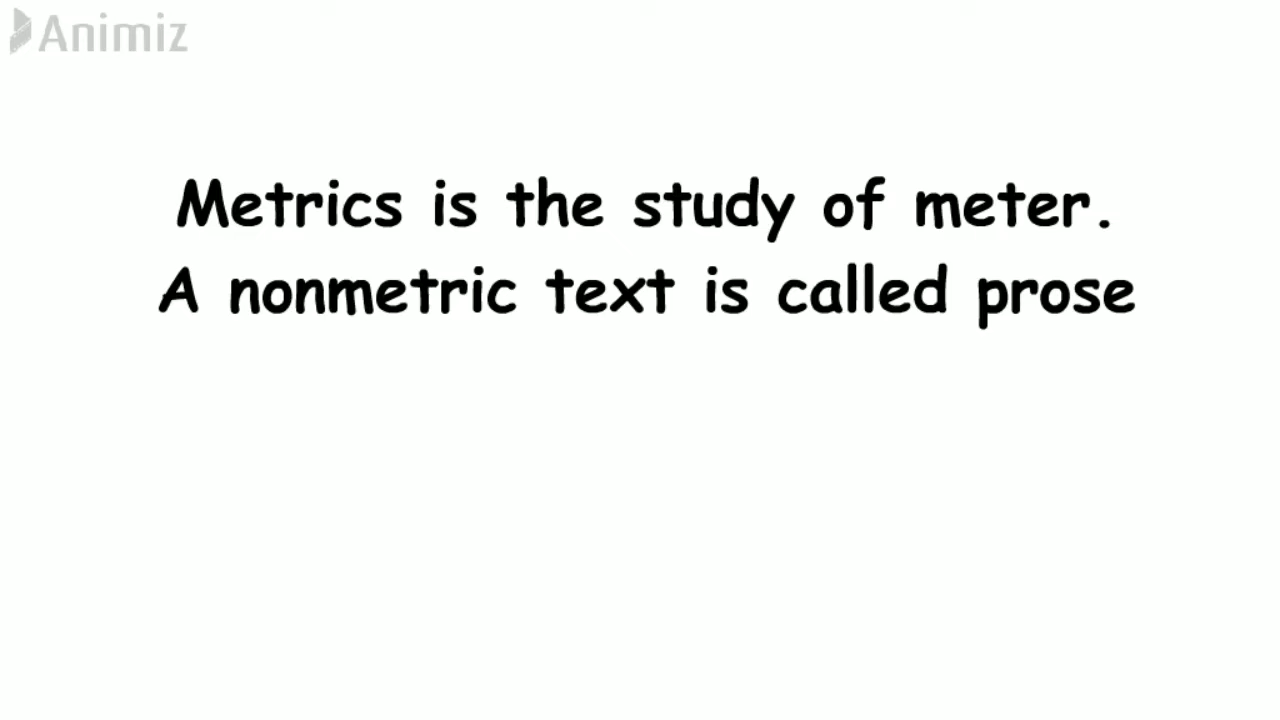 Animiz
Metrics is the study of meter.
A nonmetric text is called prose